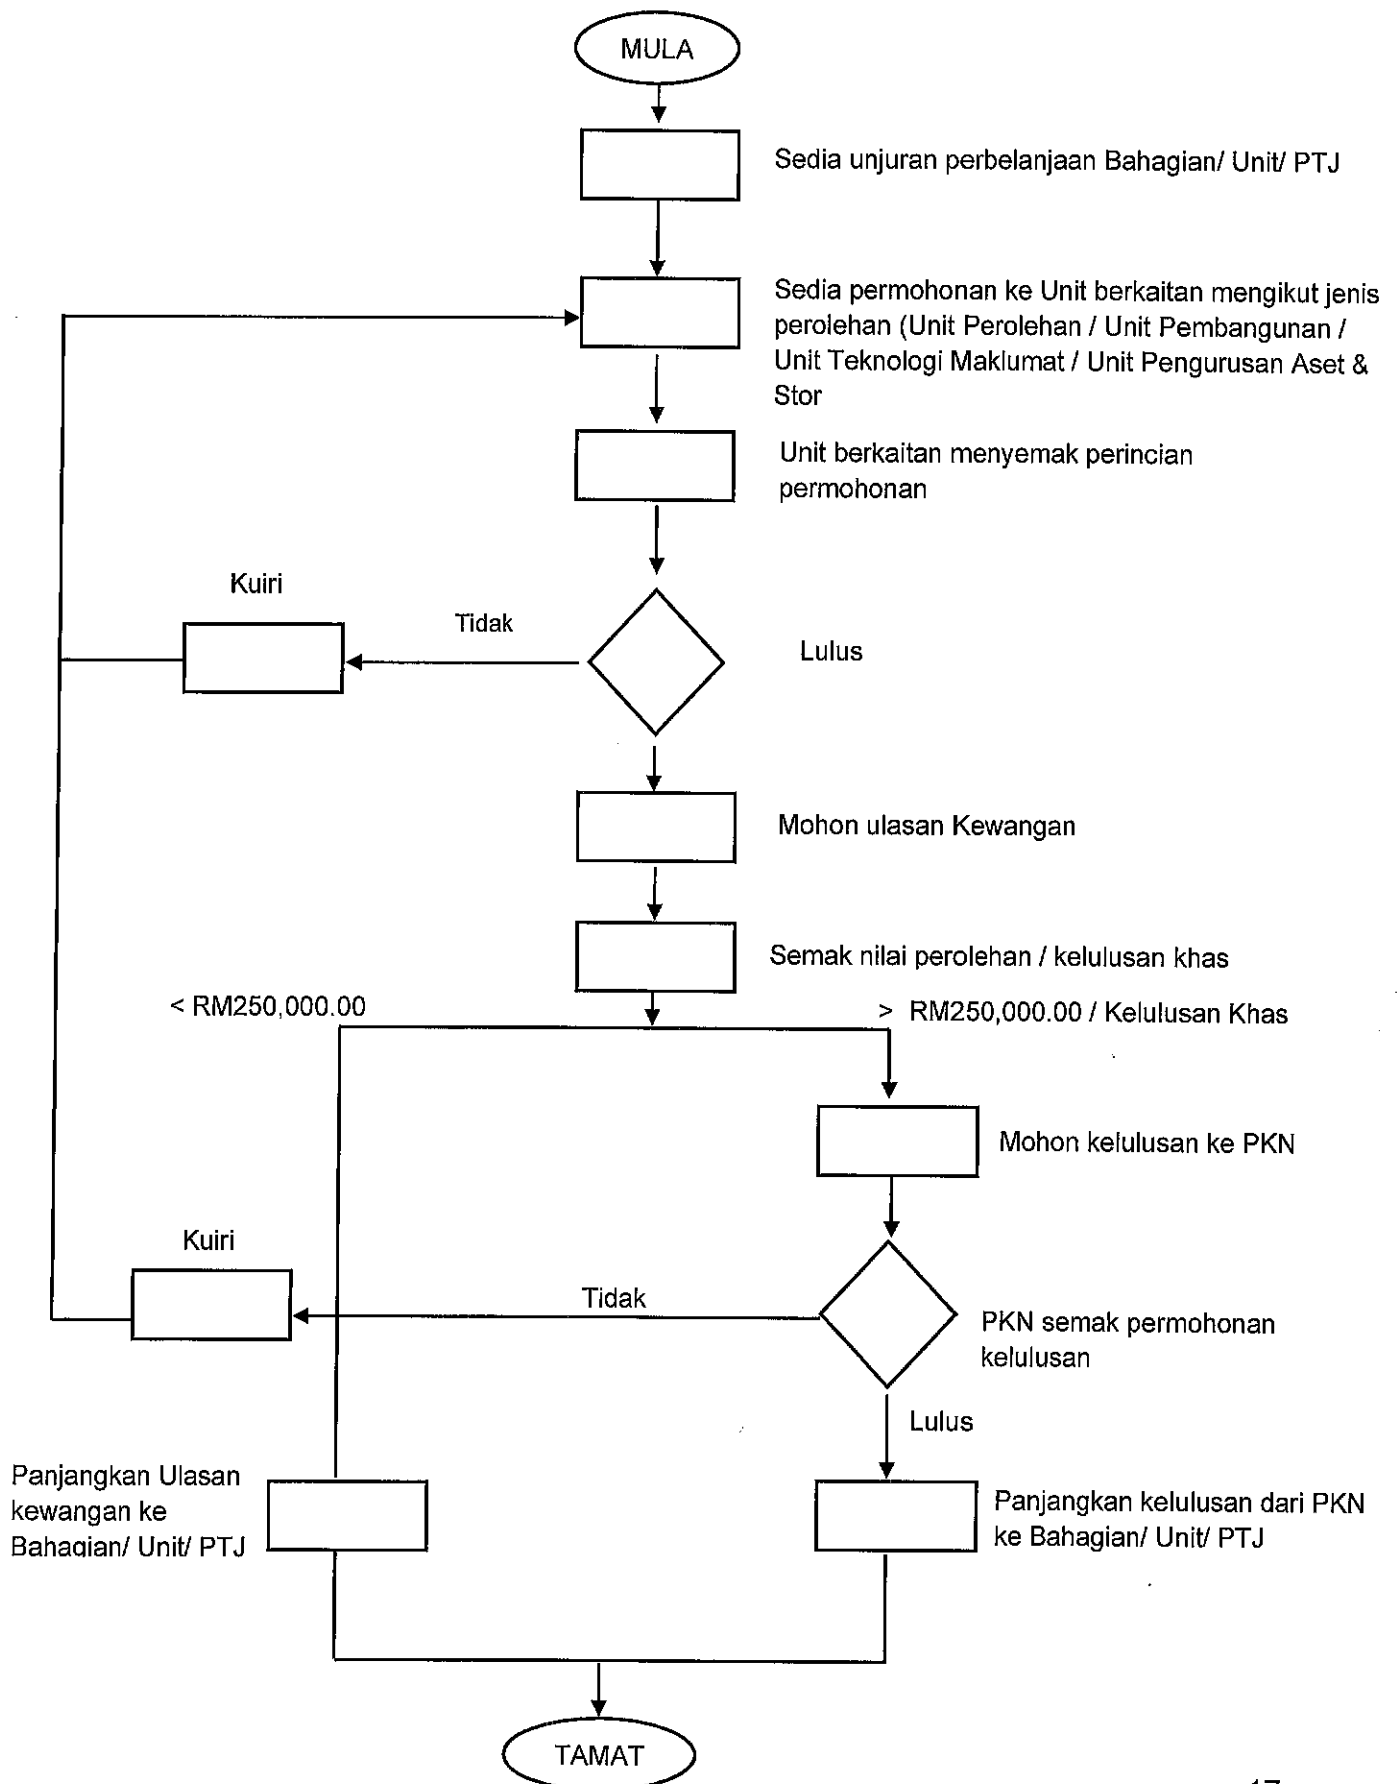 MULA
Sedia unjuran perbelanjaan Bahagian/ Unit/ PTJ
Sedia permohonan ke Unit berkaitan mengikut jenis
perolehan (Unit Perolehan / Unit Pembangunan /
Unit Teknologi Maklumat / Unit Pengurusan Aset &
Stor
Unit berkaitan menyemak perincian
permohonan
Kuiri
Tidak
Lulus
Mohon ulasan Kewangan
Semak nilai perolehan / kelulusan khas
< RM250,000.00
> RM250,000.00 / Kelulusan Khas
Mohon kelulusan ke PKN
Kuiri
Tidak
PKN semak permohonan
kelulusan
Lulus
Panjangkan Ulasan
kewangan ke
Bahagian/ Unit/ PTJ
Panjangkan kelulusan dari PKN
ke Bahagian/ Unit/ PTJ
TAMAT